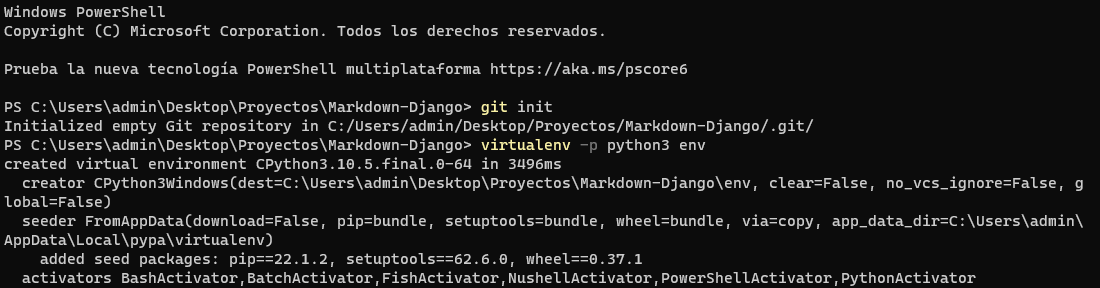 Windows PowerShell
Copyright (C) Microsoft Corporation. Todos los derechos reservados.
Prueba la nueva tecnología PowerShell multiplataforma https://aka.ms/pscore6
PS C:\Users\admin\Desktop\Proyectos\Markdown-Django> git init
Initialized empty Git repository in C:/Users/admin/Desktop/Proyectos/Markdown-Django/.git/
PS C:\Users\admin\Desktop\Proyectos\Markdown-Django> virtualenv -p python3 env
created virtual environment CPython3.10.5.final.0-64 in 3496ms
  creator CPython3Windows(dest=C:\Users\admin\Desktop\Proyectos\Markdown-Django\env, clear=False, no_vcs_ignore=False, g
lobal=False)
  seeder FromAppData(download=False, pip=bundle, setuptools=bundle, wheel=bundle, via=copy, app_data_dir=C:\Users\admin\
AppData\Local\pypa\virtualenv)
    added seed packages: pip==22.1.2, setuptools==62.6.0, wheel==0.37.1
  activators BashActivator,BatchActivator,FishActivator,NushellActivator,PowerShellActivator,PythonActivator